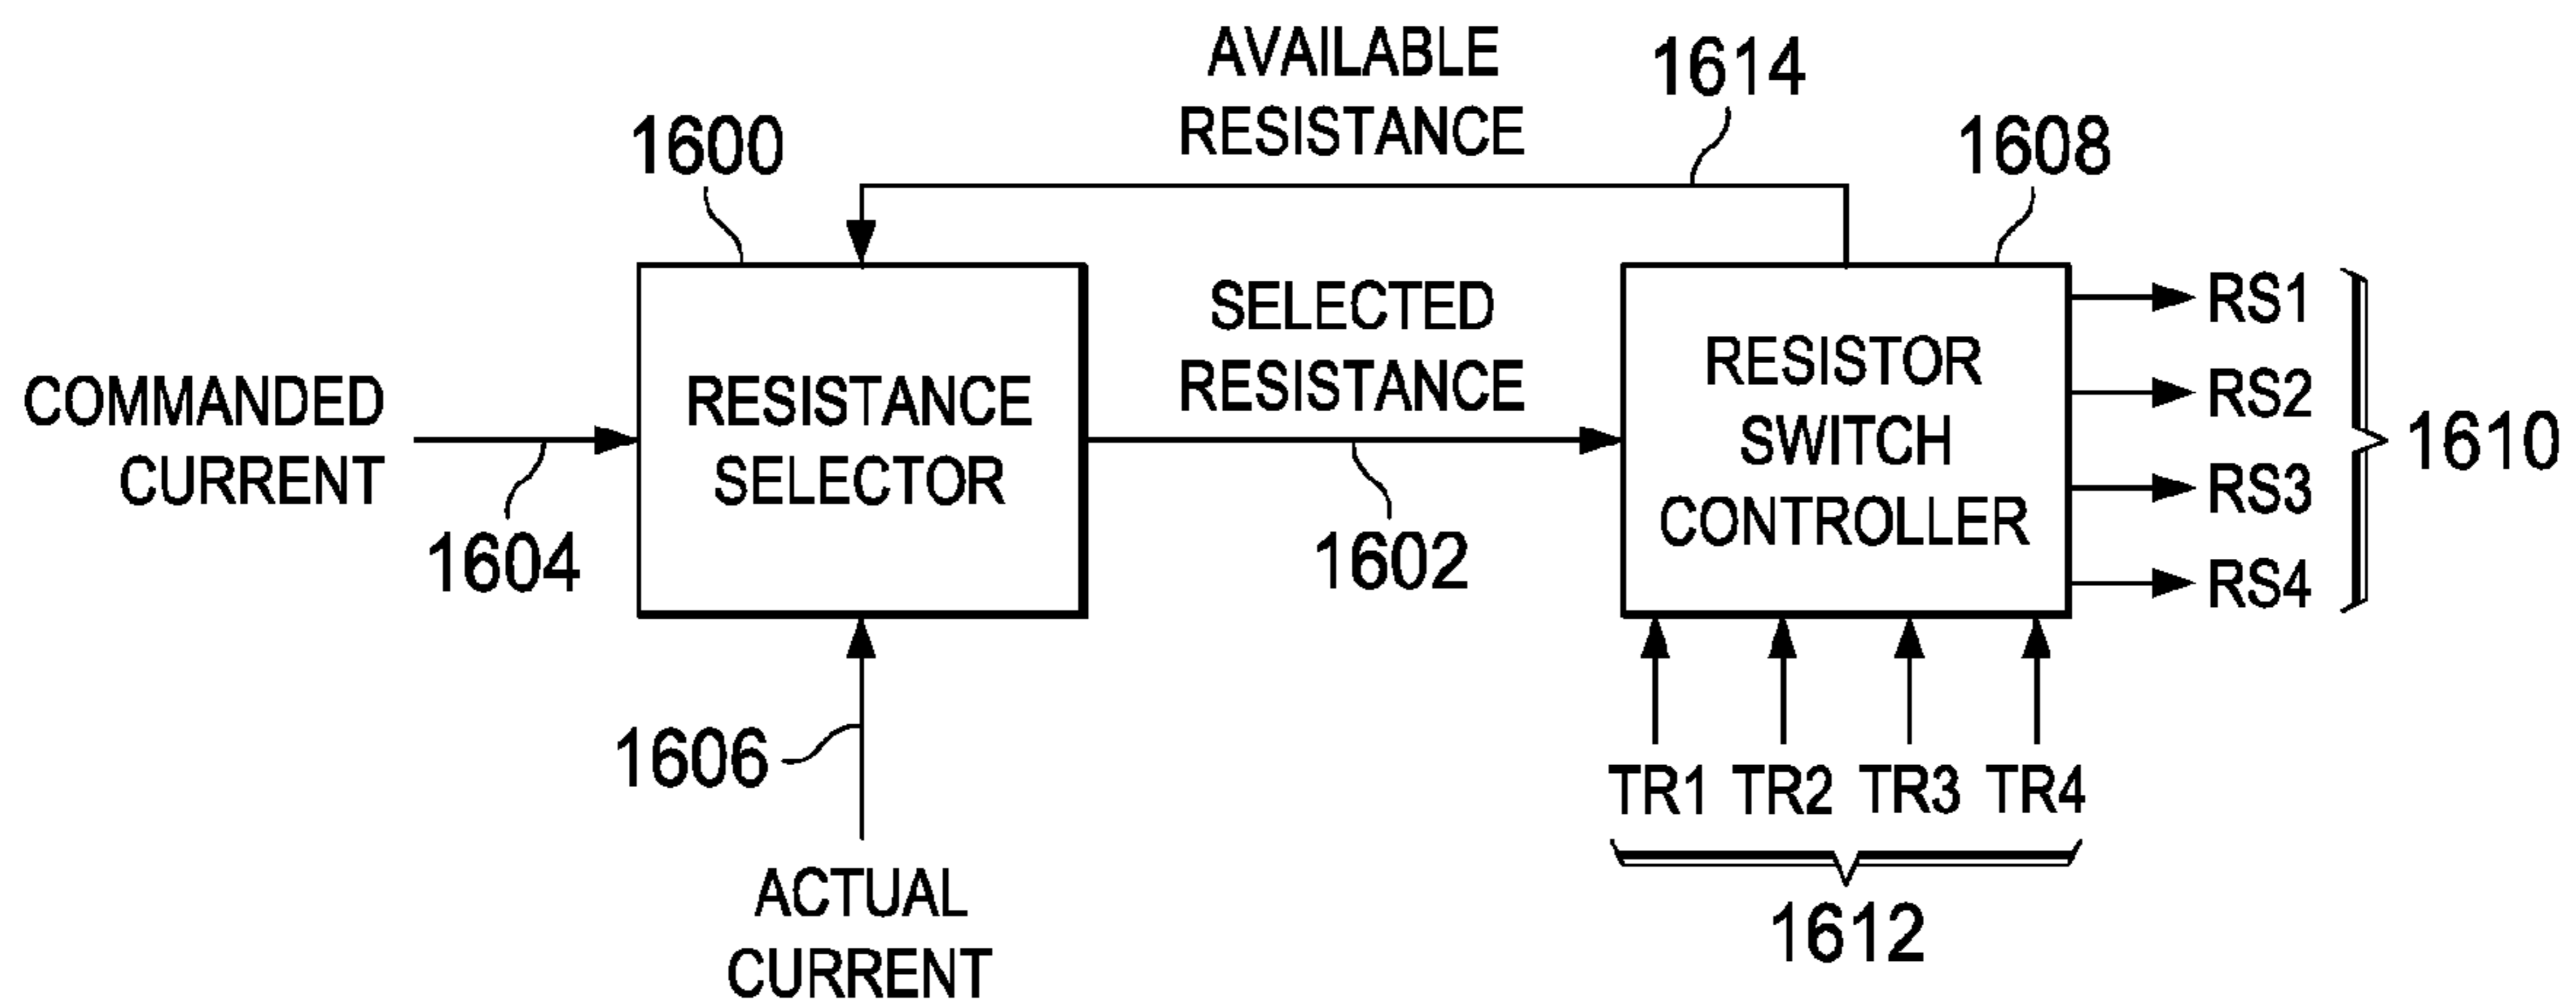 AVAILABLE
RESISTANCE
1614
1600
1608
SELECTED
RESISTANCE
COMMANDED
CURRENT
1604
RESISTANCE
SELECTOR
1602
RESISTOR
SWITCH
CONTROLLER
RS1
RS2
RS3
RS4
1610
1606
ACTUAL
CURRENT
TR1 TR2 TR3 TR4
1612